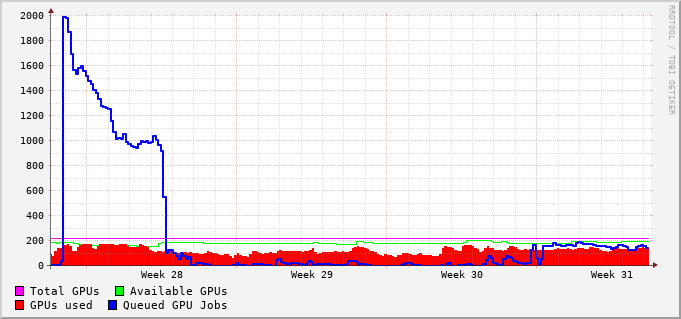 2000
1800
1600
1400
1200
1000
800
600
400
200
0
Week 28 Week 29 Week 30 Week 31
Total GPUs Available GPUs
GPUs used Queued GPU Jobs
RRDTOOL / TOBI OETIKER